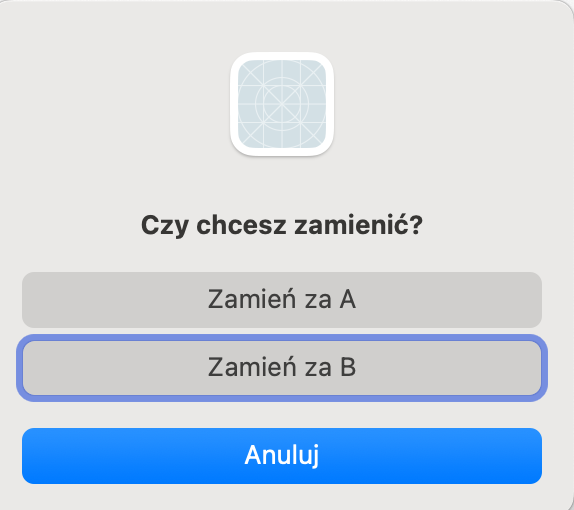 Czy chcesz zamienić?
Zamień za A
Zamień za B
Anuluj